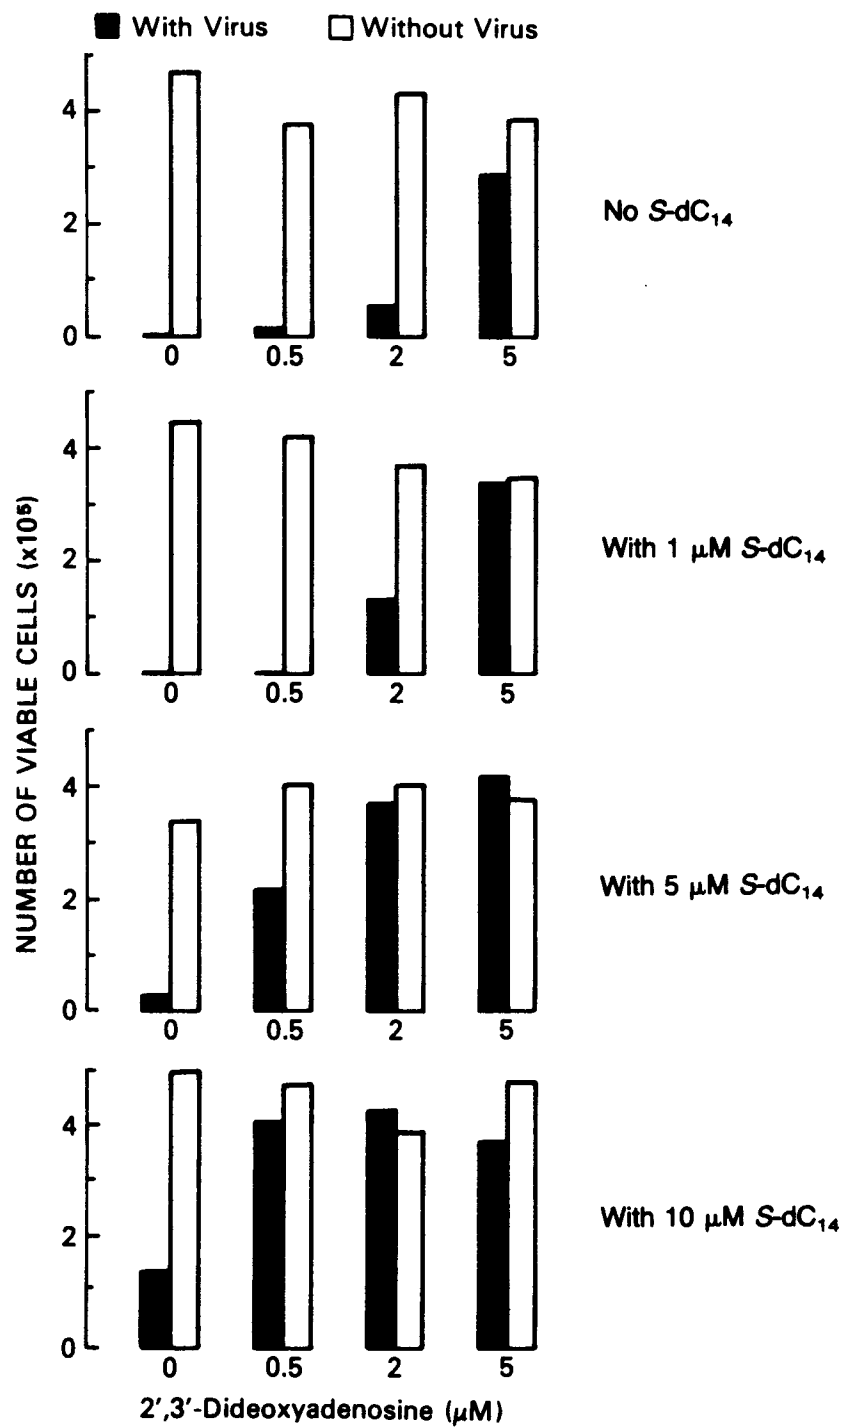 With Virus Without Virus
4
2
0
0 0.5 2 5
No S-dC₁₄
4
2
0
0 0.5 2 5
With 1 μM S-dC₁₄
4
2
0
0 0.5 2 5
With 5 μM S-dC₁₄
4
2
0
0 0.5 2 5
With 10 μM S-dC₁₄
NUMBER OF VIABLE CELLS (x10⁵)
2',3'-Dideoxyadenosine (μM)